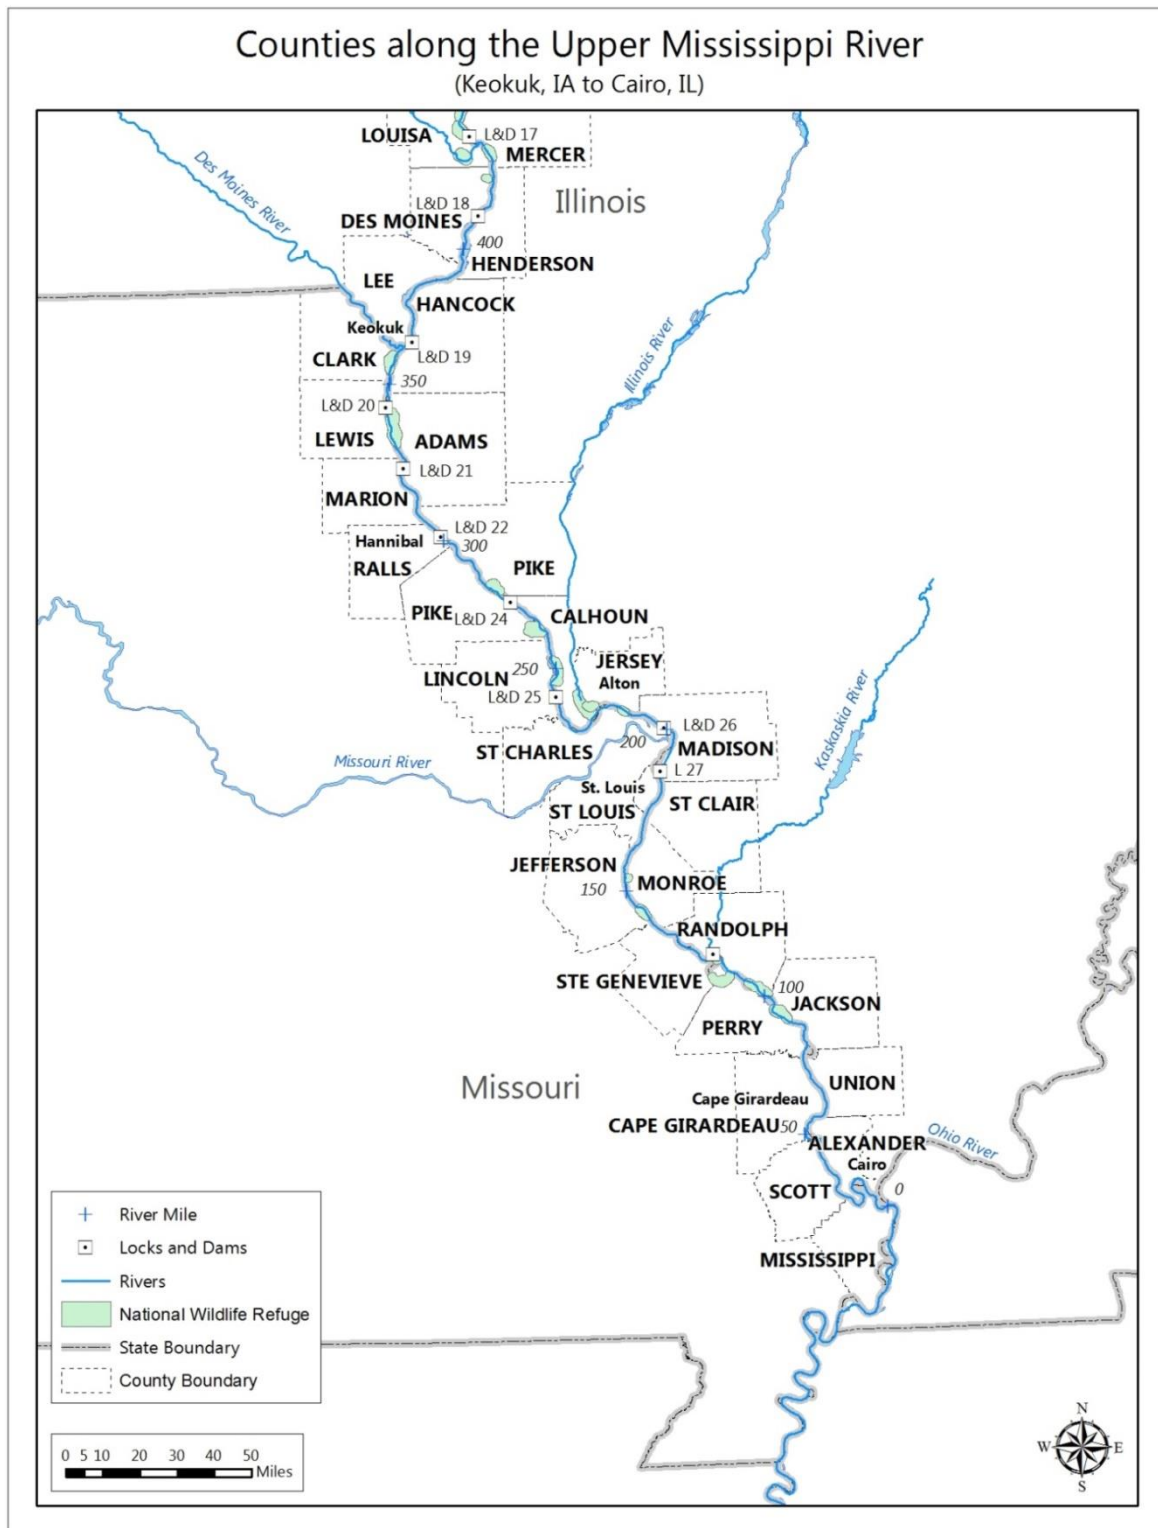 Counties along the Upper Mississippi River
(Keokuk, IA to Cairo, IL)
LOUISA
L&D 17
MERCER
Des Moines River
Illinois
L&D 18
DES MOINES
400
HENDERSON
LEE
HANCOCK
Keokuk
L&D 19
CLARK
350
Illinois River
L&D 20
LEWIS
ADAMS
L&D 21
MARION
L&D 22
Hannibal
300
RALLS
PIKE
PIKE
L&D 24
CALHOUN
JERSEY
250
LINCOLN
Alton
L&D 25
Kaskaskia River
L&D 26
200
MADISON
ST CHARLES
Missouri River
L 27
St. Louis
ST LOUIS
ST CLAIR
JEFFERSON
150
MONROE
RANDOLPH
STE GENEVIEVE
100
JACKSON
PERRY
Missouri
UNION
Cape Girardeau
CAPE GIRARDEAU
50
ALEXANDER
Ohio River
Cairo
SCOTT
0
MISSISSIPPI
River Mile
Locks and Dams
Rivers
National Wildlife Refuge
State Boundary
County Boundary
0 5 10 20 30 40 50
Miles
N
W E
S